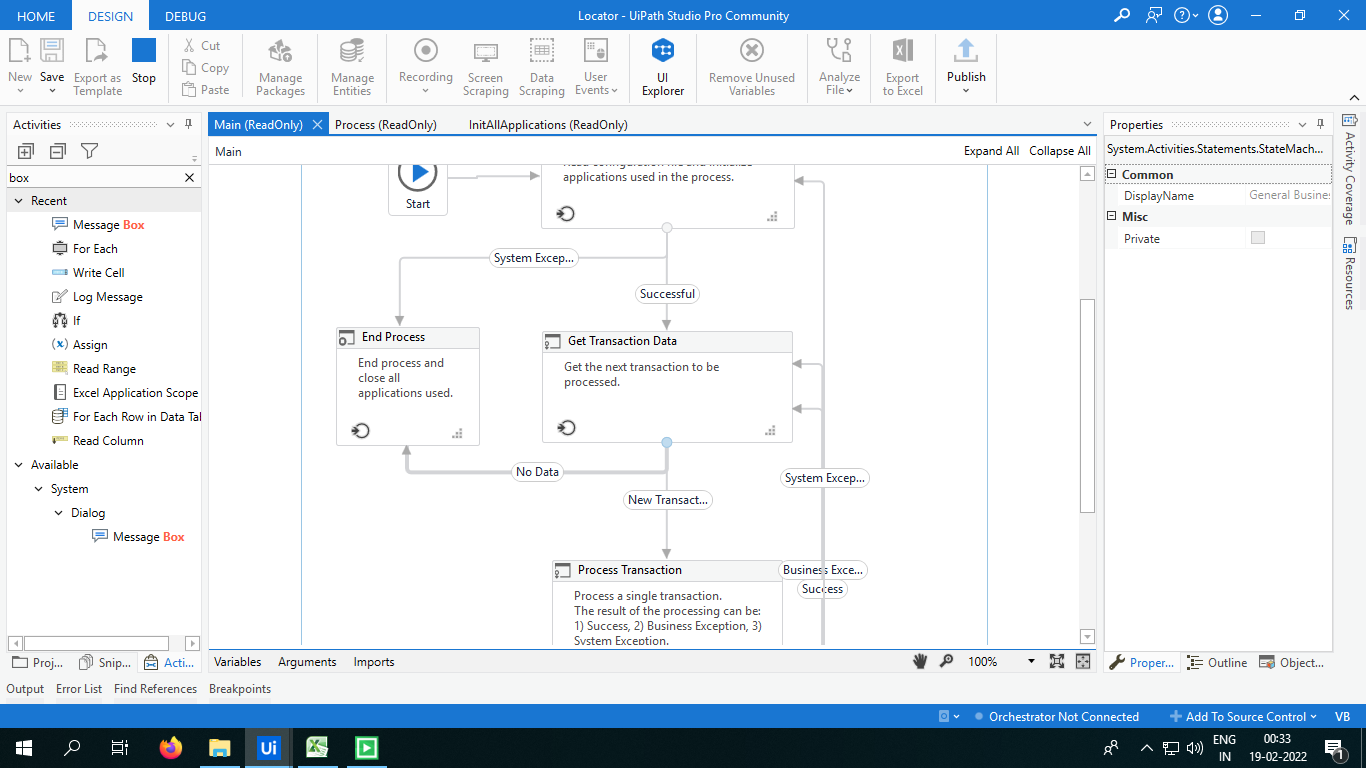 HOME
DESIGN
DEBUG
Locator - UiPath Studio Pro Community
New
Save
Export as
Template
Stop
Cut
Copy
Paste
Manage
Packages
Manage
Entities
Recording
Screen
Scraping
Data
Scraping
User
Events
UI
Explorer
Remove Unused
Variables
Analyze
File
Export
to Excel
Publish
Activities
box
Recent
Message Box
For Each
Write Cell
Log Message
If
Assign
Read Range
Excel Application Scope
For Each Row in Data Tal
Read Column
Available
System
Dialog
Message Box
Proj...
Snip...
Acti...
Main (ReadOnly)
Process (ReadOnly)
InitAllApplications (ReadOnly)
Main
Expand All
Collapse All
Start
Read configuration file and initialize
applications used in the process.
System Excep...
Successful
End Process
End process and
close all
applications used.
Get Transaction Data
Get the next transaction to be
processed.
No Data
New Transact...
System Excep...
Process Transaction
Process a single transaction.
The result of the processing can be:
1) Success, 2) Business Exception, 3)
System Exception.
Business Exce...
Success
Variables
Arguments
Imports
100%
Properties
System.Activities.Statements.StateMach...
Common
DisplayName
General Busine
Misc
Private
Proper...
Outline
Object...
Activity Coverage
Resources
Output
Error List
Find References
Breakpoints
Orchestrator Not Connected
Add To Source Control
VB
Ui
ENG
IN
00:33
19-02-2022
1